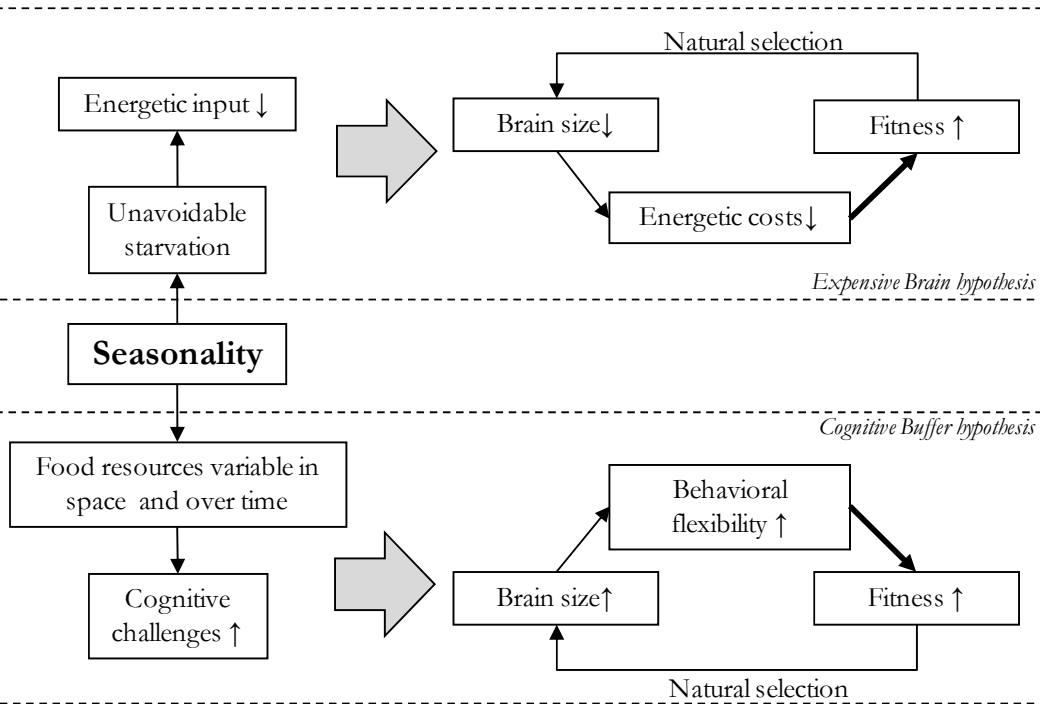 Natural selection
Energetic input ↓
Brain size↓
Fitness ↑
Unavoidable
starvation
Energetic costs↓
Expensive Brain hypothesis
Seasonality
Cognitive Buffer hypothesis
Food resources variable in
space and over time
Behavioral
flexibility ↑
Cognitive
challenges ↑
Brain size↑
Fitness ↑
Natural selection